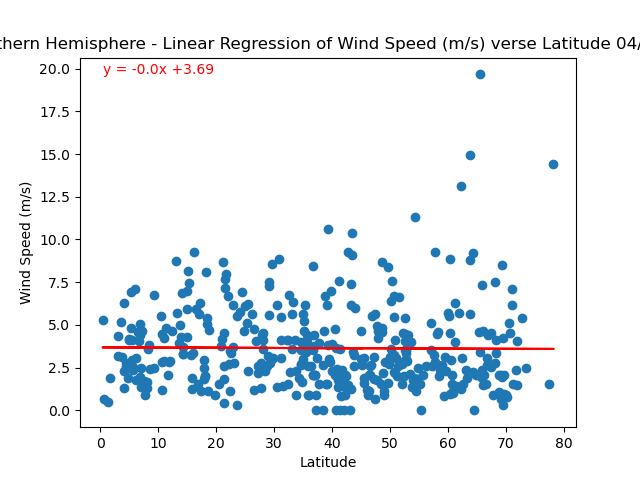 thern Hemisphere - Linear Regression of Wind Speed (m/s) verse Latitude 04/
y = -0.0x +3.69
20.0
17.5
15.0
12.5
10.0
7.5
5.0
2.5
0.0
Wind Speed (m/s)
0 10 20 30 40 50 60 70 80
Latitude